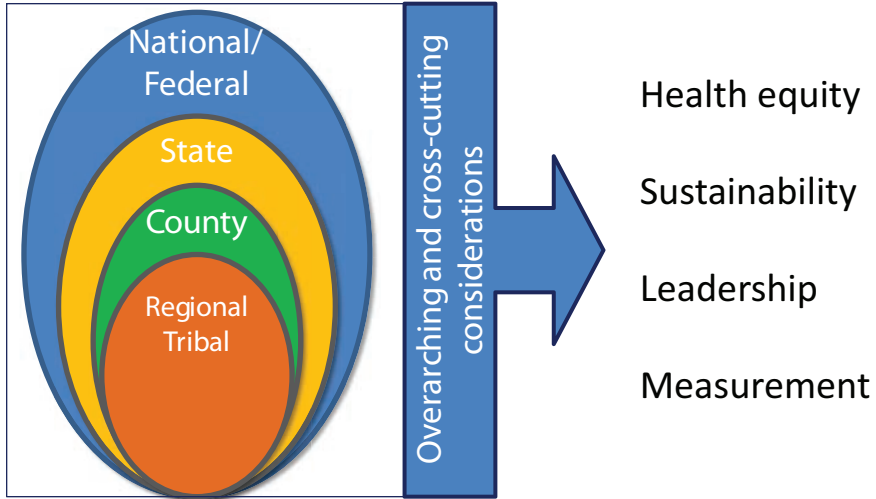 National/
Federal
State
County
Regional
Tribal
Overarching and cross-cutting
considerations
Health equity
Sustainability
Leadership
Measurement